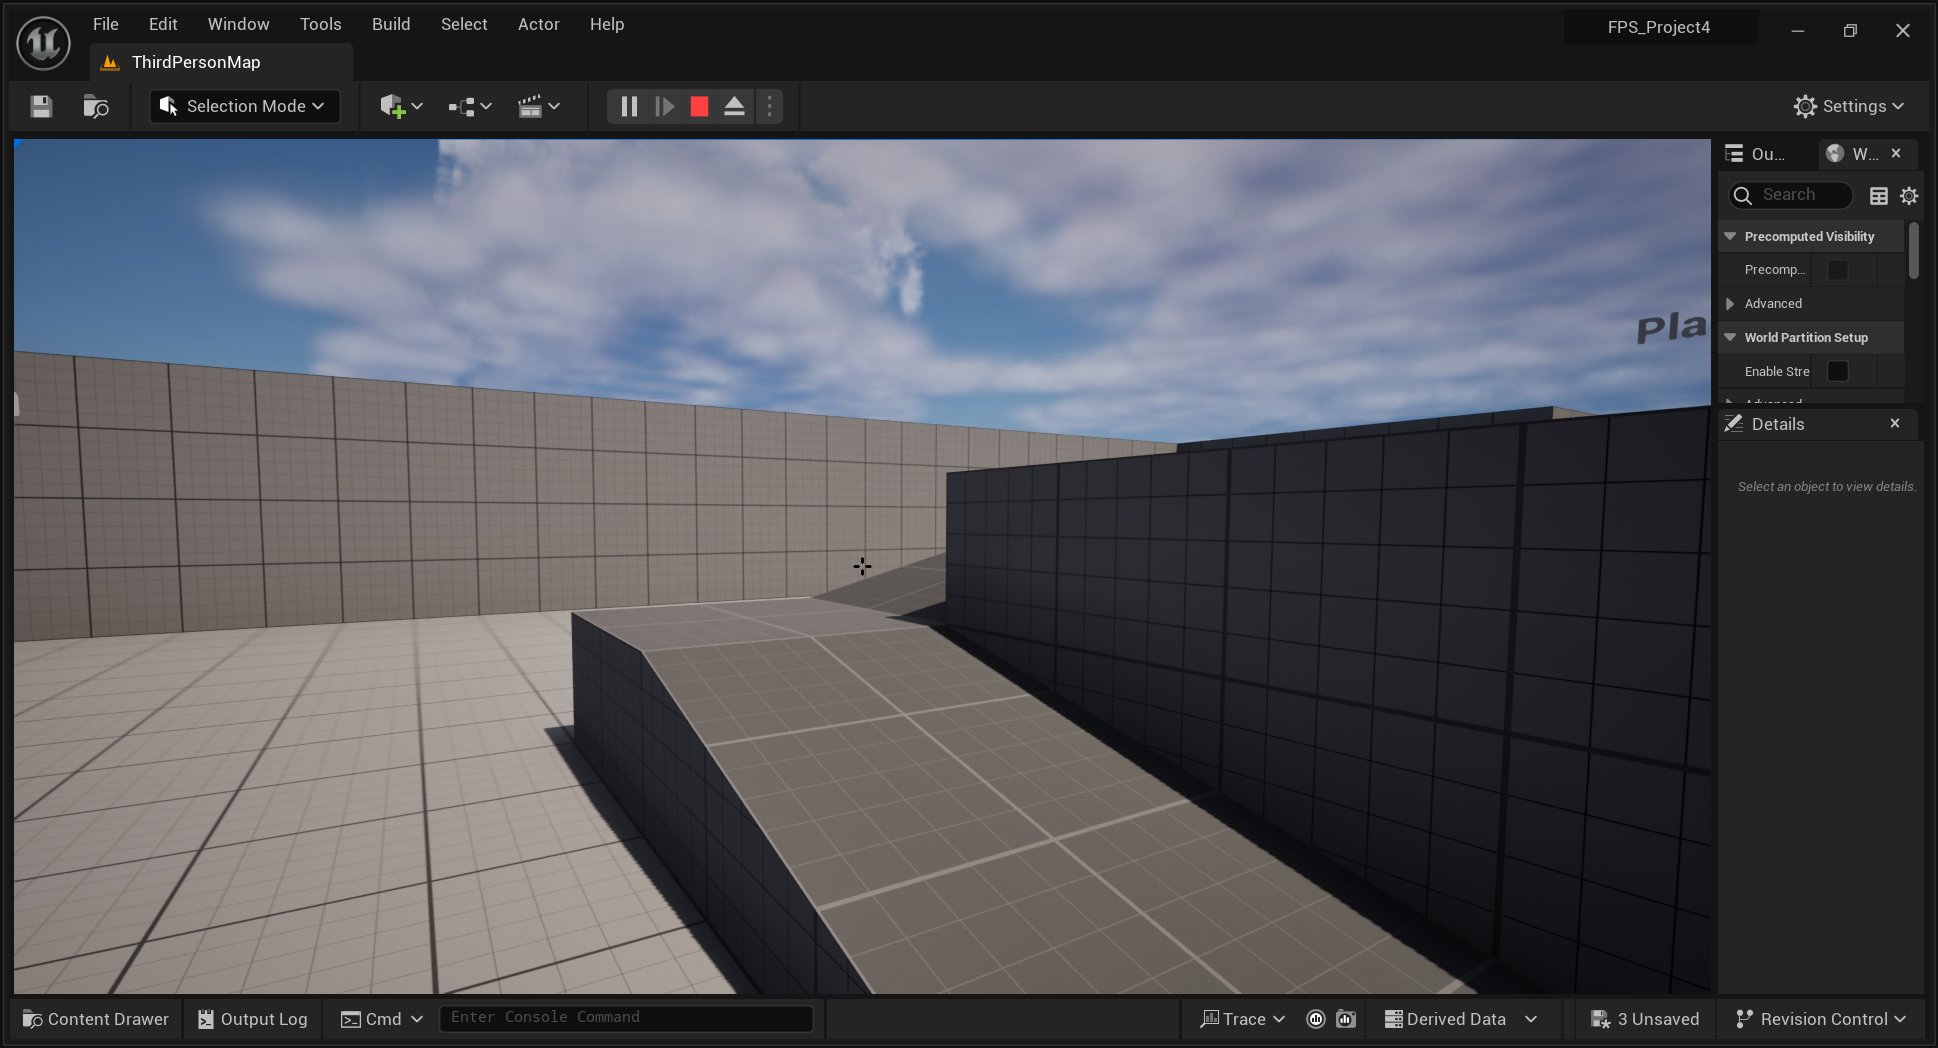 File Edit Window Tools Build Select Actor Help
FPS_Project4
ThirdPersonMap
Selection Mode
Settings
Ou...
W...
Search
Precomputed Visibility
Precomp...
Advanced
World Partition Setup
Enable Stre
Advanced
Pla
Details
Select an object to view details.
Content Drawer
Output Log
Cmd
Enter Console Command
Trace
Derived Data
3 Unsaved
Revision Control